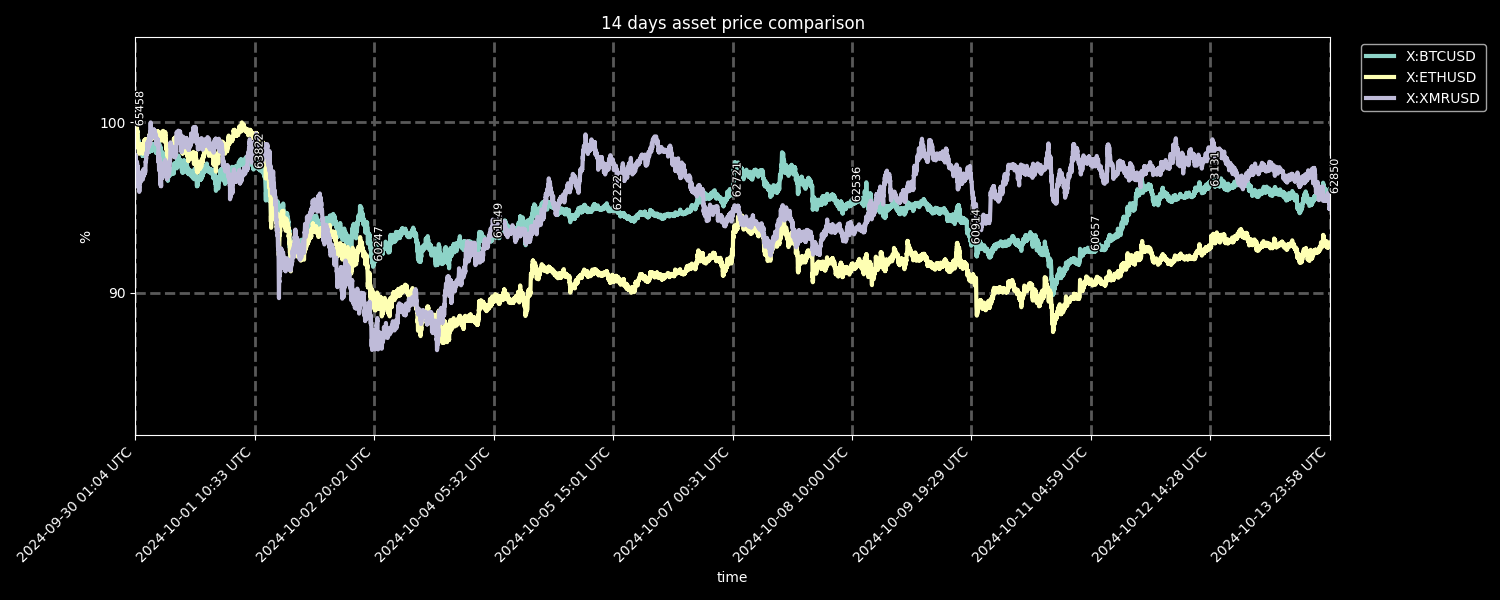 14 days asset price comparison
X:BTCUSD
X:ETHUSD
X:XMRUSD
%
100
90
65458
63822
60247
61149
62222
62721
62536
60914
60657
63131
62850
2024-09-30 01:04 UTC
2024-10-01 10:33 UTC
2024-10-02 20:02 UTC
2024-10-04 05:32 UTC
2024-10-05 15:01 UTC
2024-10-07 00:31 UTC
2024-10-08 10:00 UTC
2024-10-09 19:29 UTC
2024-10-11 04:59 UTC
2024-10-12 14:28 UTC
2024-10-13 23:58 UTC
time